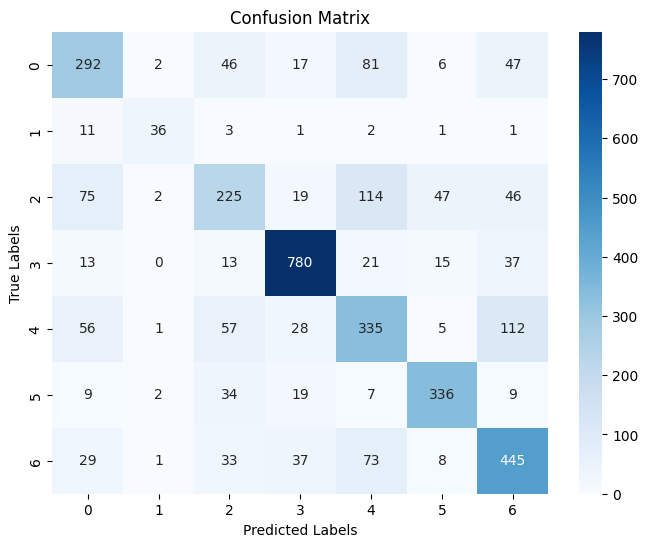 Confusion Matrix
0 292 2 46 17 81 6 47
1 11 36 3 1 2 1 1
2 75 2 225 19 114 47 46
3 13 0 13 780 21 15 37
4 56 1 57 28 335 5 112
5 9 2 34 19 7 336 9
6 29 1 33 37 73 8 445
0 1 2 3 4 5 6
Predicted Labels
True Labels
700
600
500
400
300
200
100
0